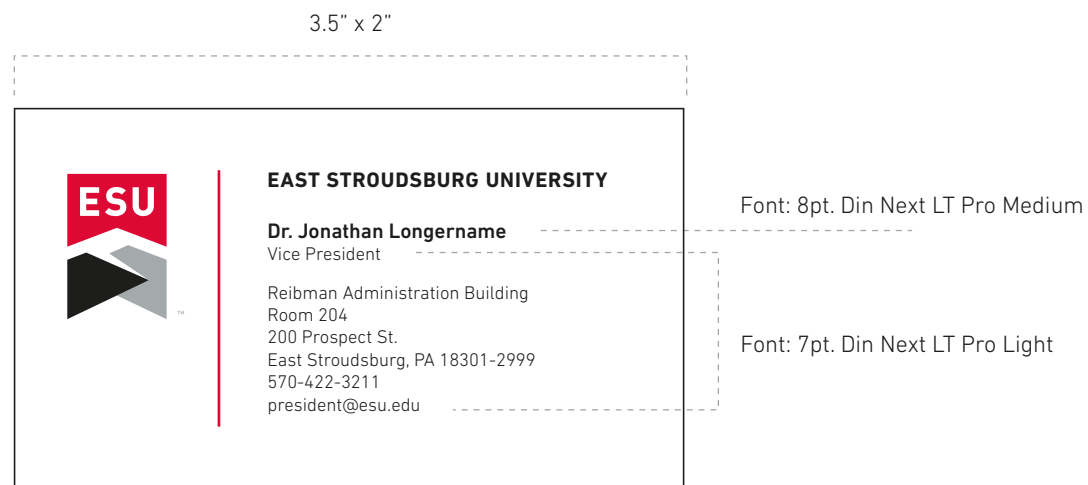 3.5” x 2”
ESU
TM
EAST STROUDSBURG UNIVERSITY
Dr. Jonathan Longername
Vice President
Reibman Administration Building
Room 204
200 Prospect St.
East Stroudsburg, PA 18301-2999
570-422-3211
president@esu.edu
Font: 8pt. Din Next LT Pro Medium
Font: 7pt. Din Next LT Pro Light